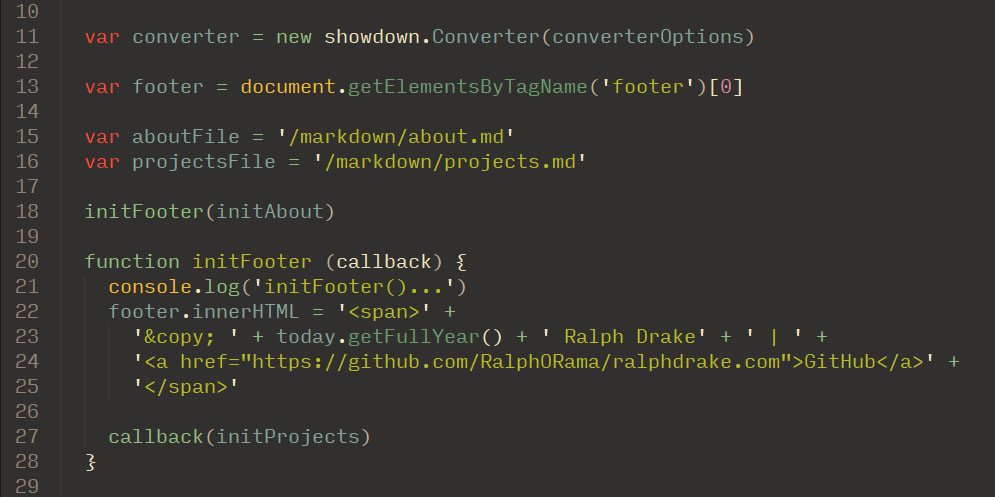 10
11 var converter = new showdown.Converter(converterOptions)
12
13 var footer = document.getElementsByTagName('footer')[0]
14
15 var aboutFile = '/markdown/about.md'
16 var projectsFile = '/markdown/projects.md'
17
18 initFooter(initAbout)
19
20 function initFooter (callback) {
21   console.log('initFooter()...')
22   footer.innerHTML = '<span>' +
23     '&copy; ' + today.getFullYear() + ' Ralph Drake' + ' | ' +
24     '<a href="https://github.com/RalphORama/ralphdrake.com">GitHub</a>' +
25     '</span>'
26
27   callback(initProjects)
28 }
29